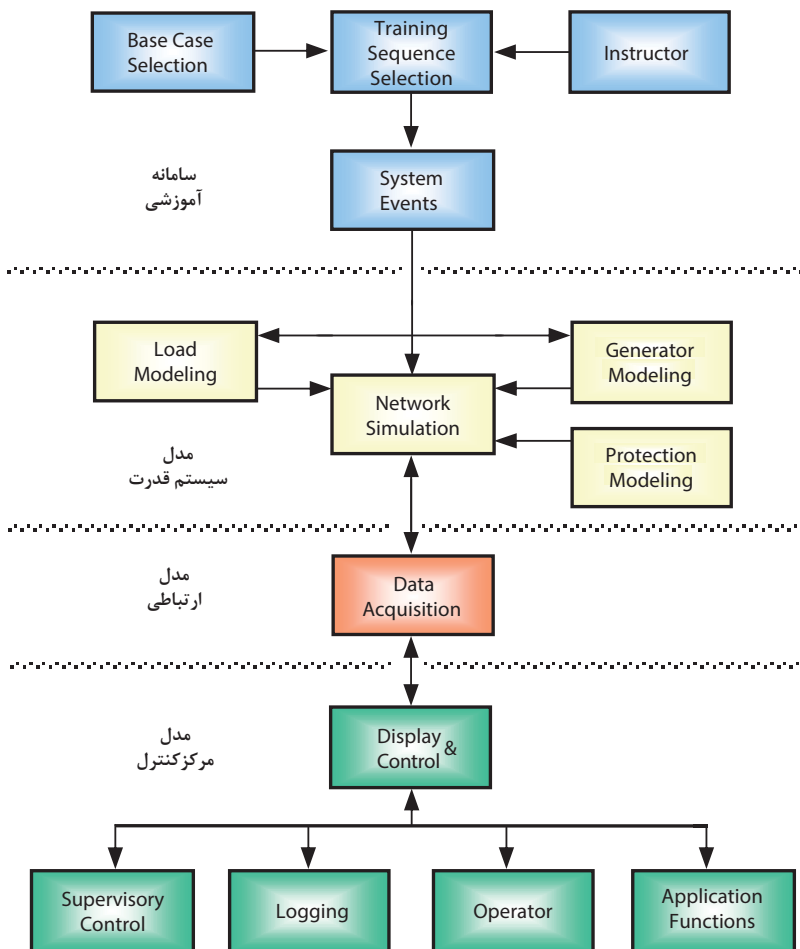 Base Case
Selection
Training
Sequence
Selection
Instructor
سامانه
آموزشی
System
Events
Load
Modeling
Generator
Modeling
Network
Simulation
Protection
Modeling
مدل
سیستم قدرت
مدل
ارتباطی
Data
Acquisition
مدل
مرکزکنترل
Display &
Control
Supervisory
Control
Logging
Operator
Application
Functions